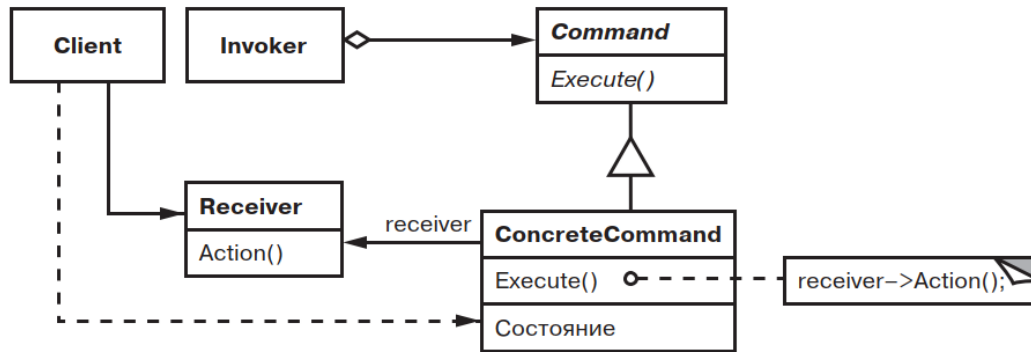 Client
Invoker
Command
Execute()
Receiver
Action()
receiver
ConcreteCommand
Execute()
Состояние
receiver–>Action();